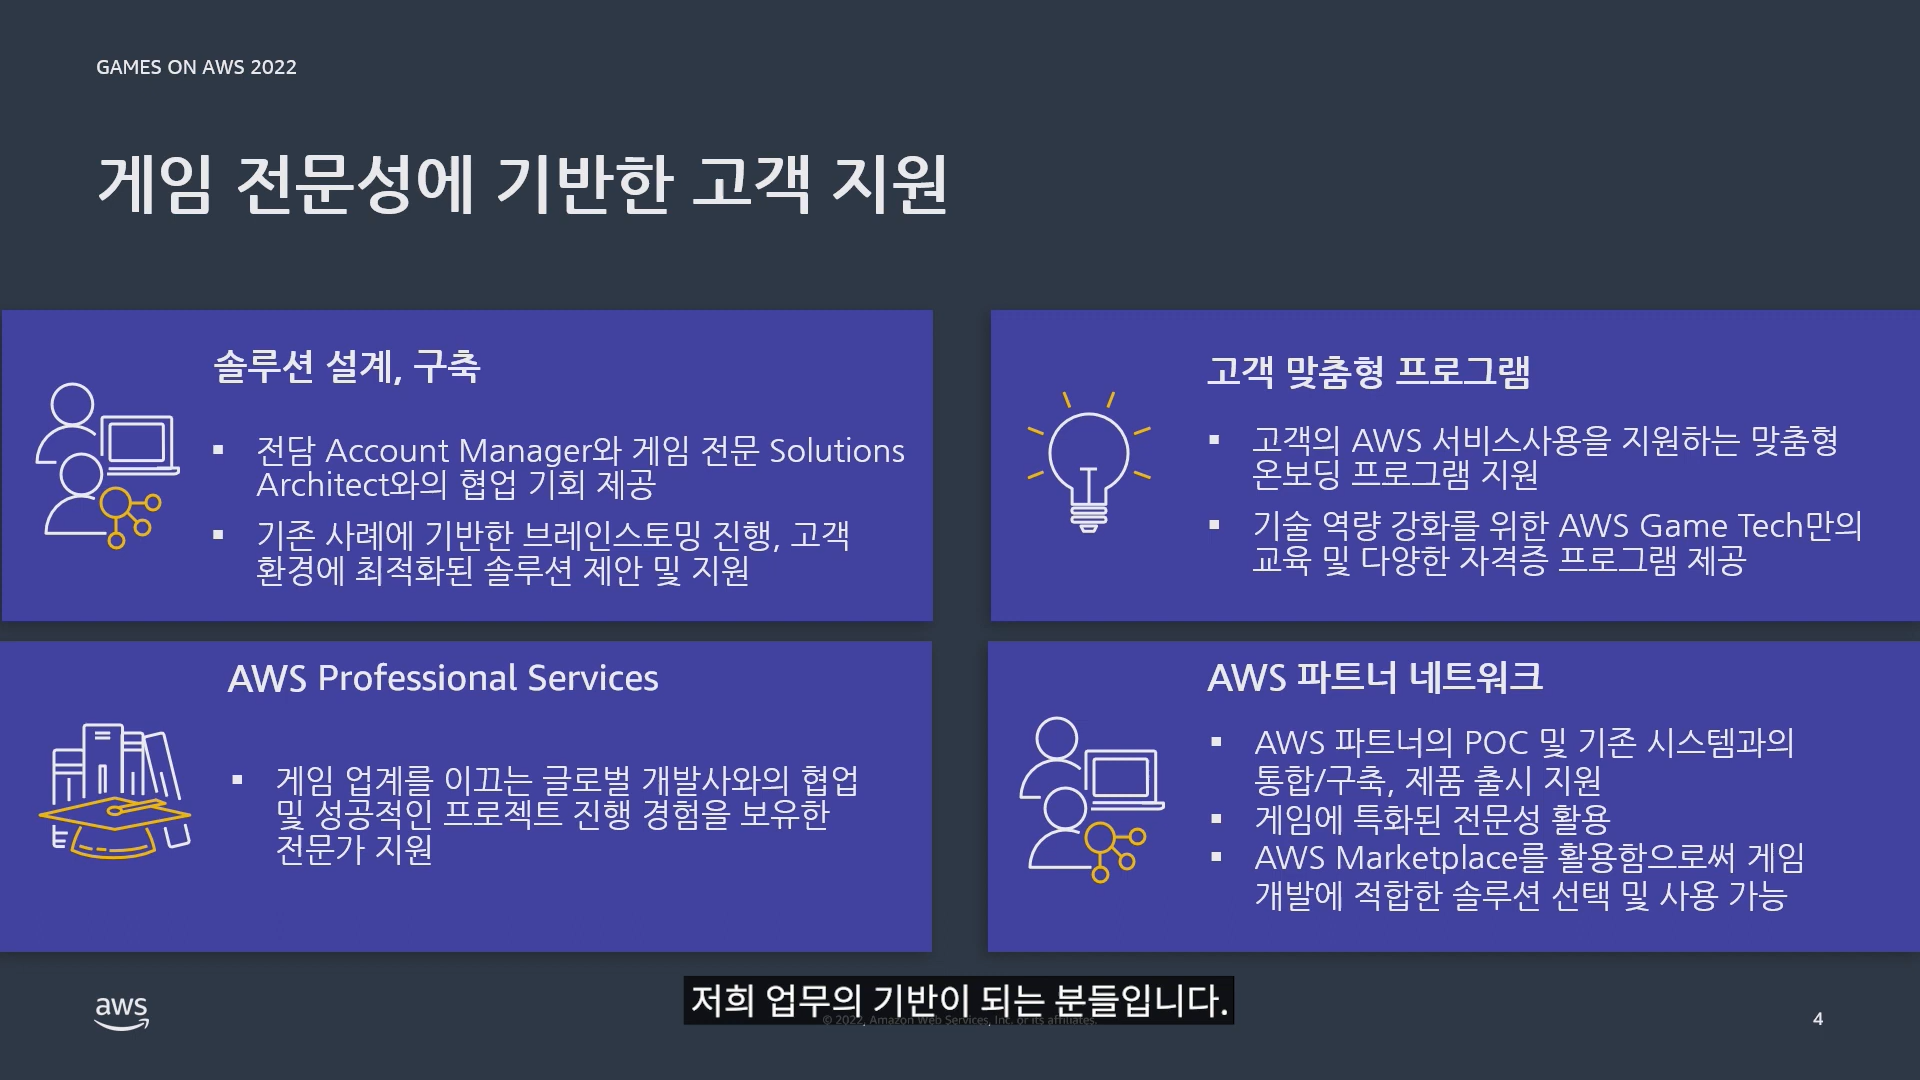 GAMES ON AWS 2022
게임 전문성에 기반한 고객 지원
솔루션 설계, 구축
▪ 전담 Account Manager와 게임 전문 Solutions
Architect와의 협업 기회 제공
▪ 기존 사례에 기반한 브레인스토밍 진행, 고객
환경에 최적화된 솔루션 제안 및 지원
고객 맞춤형 프로그램
▪ 고객의 AWS 서비스사용을 지원하는 맞춤형
온보딩 프로그램 지원
▪ 기술 역량 강화를 위한 AWS Game Tech만의
교육 및 다양한 자격증 프로그램 제공
AWS Professional Services
▪ 게임 업계를 이끄는 글로벌 개발사와의 협업
및 성공적인 프로젝트 진행 경험을 보유한
전문가 지원
AWS 파트너 네트워크
▪ AWS 파트너의 POC 및 기존 시스템과의
통합/구축, 제품 출시 지원
▪ 게임에 특화된 전문성 활용
▪ AWS Marketplace를 활용함으로써 게임
개발에 적합한 솔루션 선택 및 사용 가능
저희 업무의 기반이 되는 분들입니다.
aws
© 2022, Amazon Web Services, Inc. or its affiliates.
4